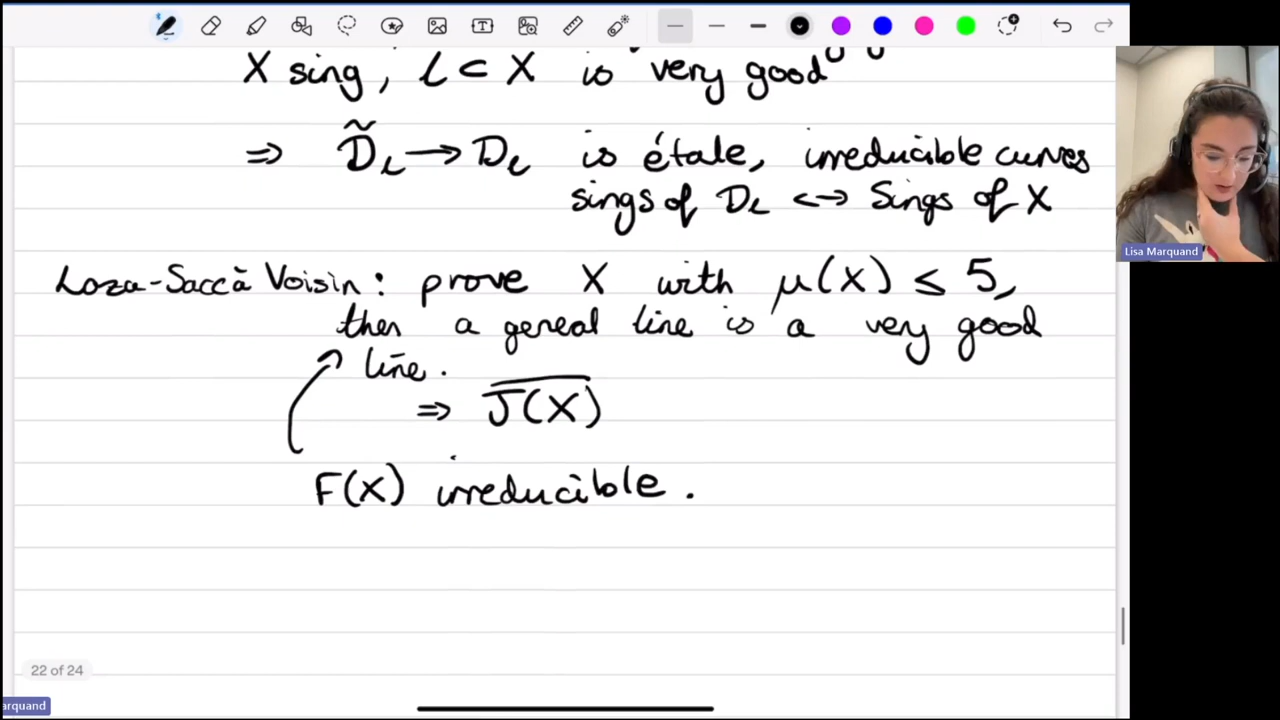 X sing, l ⊂ X is very good
⇒ D̃_l → D_l is étale, irreducible curves
sings of D_l ↔ Sings of X
Loza-Saccà Voisin: prove X with μ(X) ≤ 5,
then a gereal line is a very good
line.
⇒ J̅(̅X̅)̅
F(X) irreducible.
22 of 24
arquand
Lisa Marquand